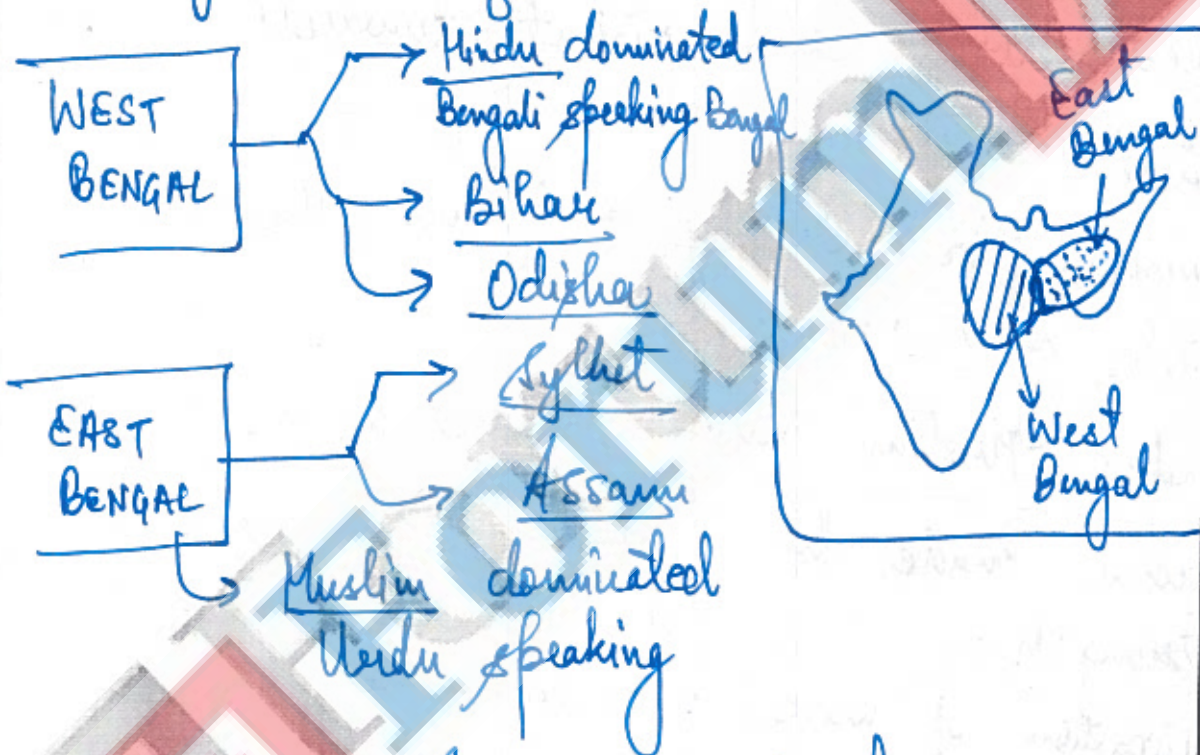 WEST
BENGAL
Hindu dominated
Bengali speaking Bengal
Bihar
Odisha
EAST
BENGAL
Sylhet
Assam
Muslim dominated
Urdu speaking
East
Bengal
West
Bengal
Forum